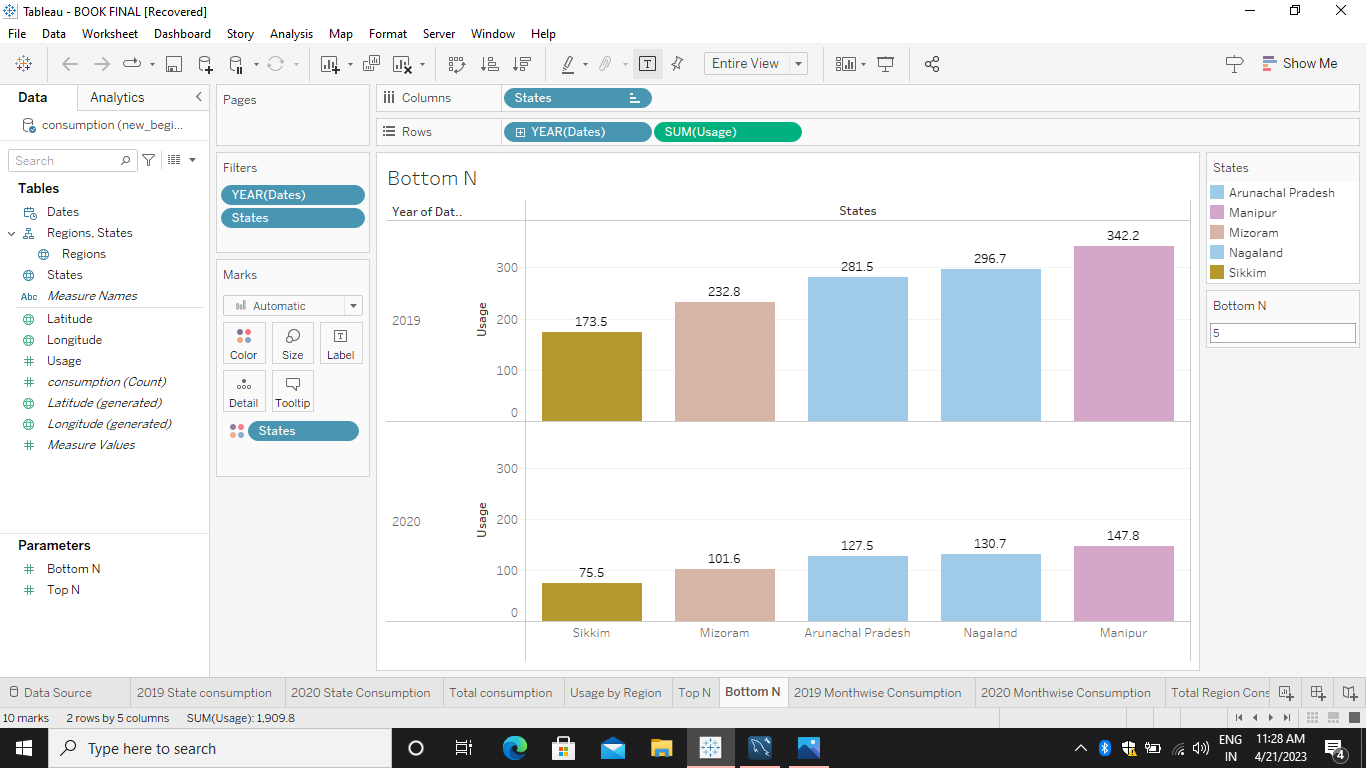 Tableau - BOOK FINAL [Recovered]
File Data Worksheet Dashboard Story Analysis Map Format Server Window Help
Entire View
Show Me
Data Analytics
consumption (new_begi...
Search
Tables
Dates
Regions, States
Regions
States
Abc Measure Names
Latitude
Longitude
Usage
consumption (Count)
Latitude (generated)
Longitude (generated)
Measure Values
Parameters
Bottom N
Top N
Pages
Filters
YEAR(Dates)
States
Marks
Automatic
Color Size Label
Detail Tooltip
States
Columns States
Rows YEAR(Dates) SUM(Usage)
Bottom N
Year of Dat.. States
2019
Usage
300
200
100
0
173.5 232.8 281.5 296.7 342.2
2020
Usage
300
200
100
0
75.5 101.6 127.5 130.7 147.8
Sikkim Mizoram Arunachal Pradesh Nagaland Manipur
States
Arunachal Pradesh
Manipur
Mizoram
Nagaland
Sikkim
Bottom N
5
Data Source 2019 State consumption 2020 State Consumption Total consumption Usage by Region Top N Bottom N 2019 Monthwise Consumption 2020 Monthwise Consumption Total Region Cons
10 marks 2 rows by 5 columns SUM(Usage): 1,909.8
Type here to search
ENG
IN
11:28 AM
4/21/2023
4